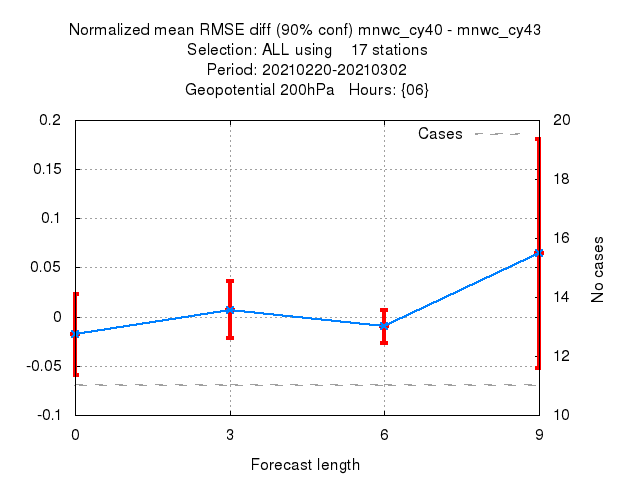 Normalized mean RMSE diff (90% conf) mnwc_cy40 - mnwc_cy43
Selection: ALL using 17 stations
Period: 20210220-20210302
Geopotential 200hPa Hours: {06}
Cases
0.2
0.15
0.1
0.05
0
-0.05
-0.1
20
18
16
14
12
10
No cases
0 3 6 9
Forecast length